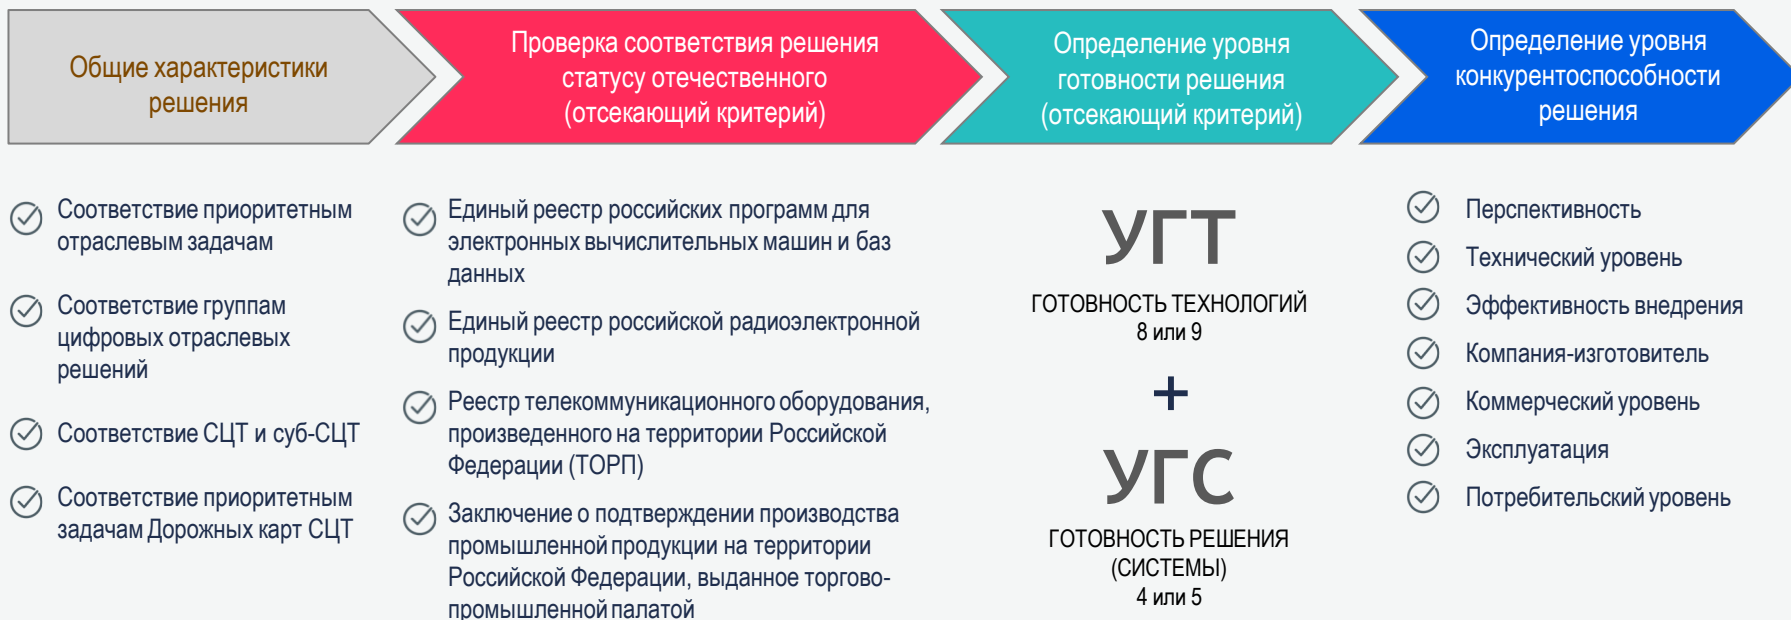 Общие характеристики
решения
Проверка соответствия решения
статусу отечественного
(отсекающий критерий)
Определение уровня
готовности решения
(отсекающий критерий)
Определение уровня
конкурентоспособности
решения
Соответствие приоритетным
отраслевым задачам
Соответствие группам
цифровых отраслевых
решений
Соответствие СЦТ и суб-СЦТ
Соответствие приоритетным
задачам Дорожных карт СЦТ
Единый реестр российских программ для
электронных вычислительных машин и баз
данных
Единый реестр российской радиоэлектронной
продукции
Реестр телекоммуникационного оборудования,
произведенного на территории Российской
Федерации (ТОРП)
Заключение о подтверждении производства
промышленной продукции на территории
Российской Федерации, выданное торгово-
промышленной палатой
УГТ
ГОТОВНОСТЬ ТЕХНОЛОГИЙ
8 или 9
+
УГС
ГОТОВНОСТЬ РЕШЕНИЯ
(СИСТЕМЫ)
4 или 5
Перспективность
Технический уровень
Эффективность внедрения
Компания-изготовитель
Коммерческий уровень
Эксплуатация
Потребительский уровень